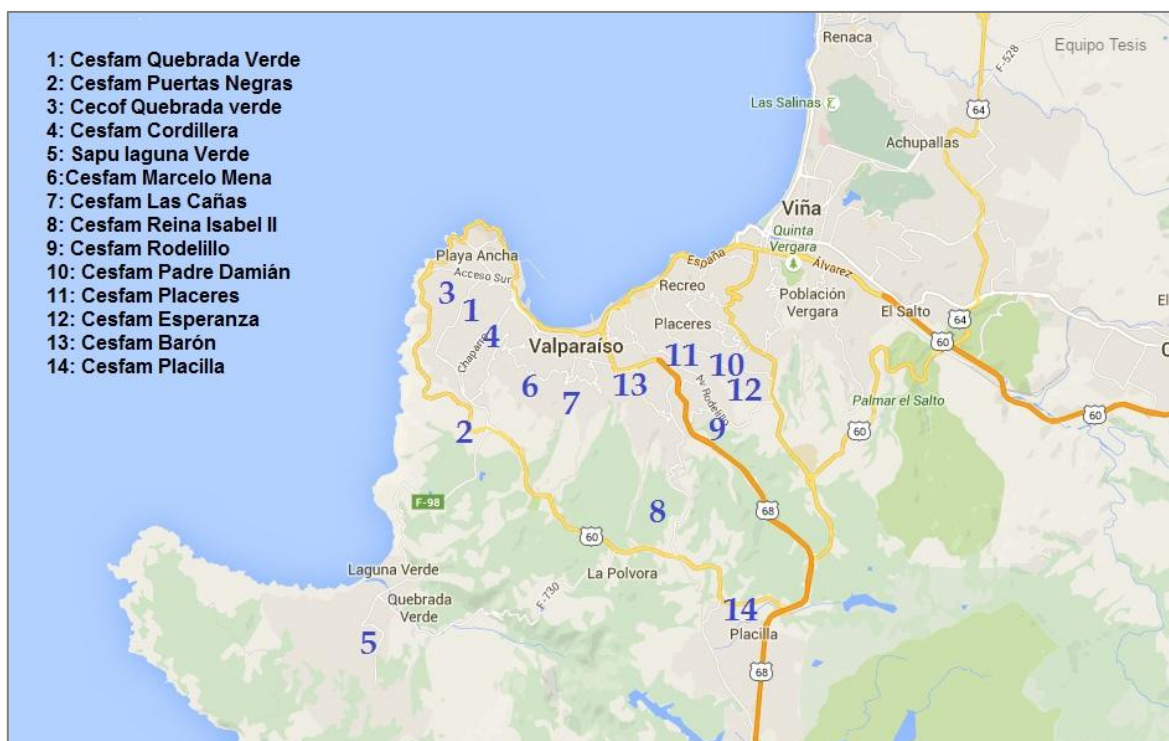 1: Cesfam Quebrada Verde
2: Cesfam Puertas Negras
3: Cecof Quebrada verde
4: Cesfam Cordillera
5: Sapu laguna Verde
6:Cesfam Marcelo Mena
7: Cesfam Las Cañas
8: Cesfam Reina Isabel II
9: Cesfam Rodelillo
10: Cesfam Padre Damián
11: Cesfam Placeres
12: Cesfam Esperanza
13: Cesfam Barón
14: Cesfam Placilla
Renaca
Equipo Tesis
F-528
Las Salinas
64
Achupallas
Viña
Quinta
Vergara
Playa Ancha
Acceso Sur
España
Álvarez
Recreo
Población
Vergara
El Salto
64
60
3
1
4
Chaparro
Placeres
Valparaíso
11
10
12
13
6
7
Av Rodelillo
9
Palmar el Salto
60
60
2
F-98
8
68
60
Laguna Verde
La Polvora
F-730
Quebrada
Verde
5
14
Placilla
68